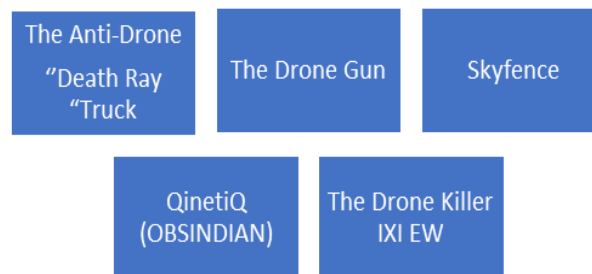 The Anti-Drone
“Death Ray
“Truck
The Drone Gun
Skyfence
QinetiQ
(OBSINDIAN)
The Drone Killer
IXI EW